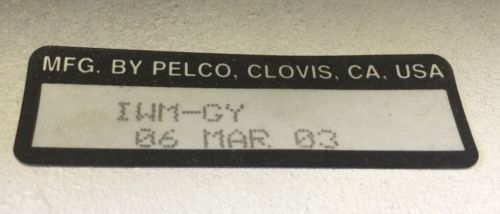 MFG. BY PELCO, CLOVIS, CA, USA
IWM-GY
06 MAR 03